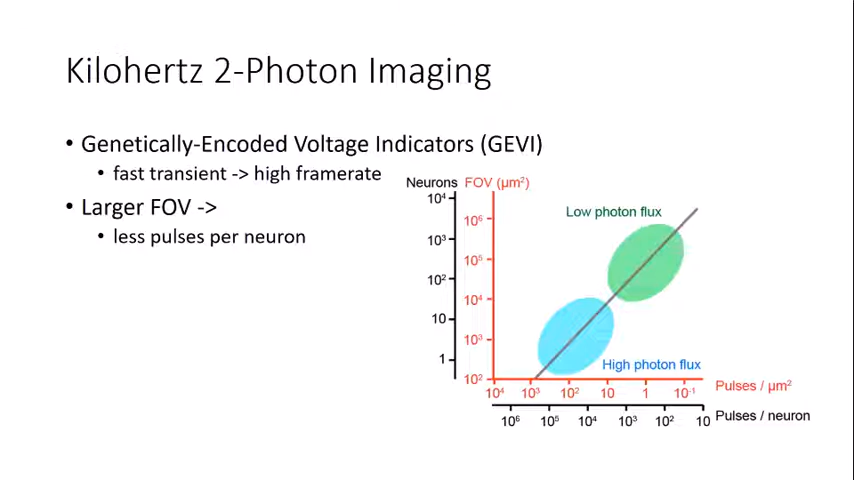 Kilohertz 2-Photon Imaging
• Genetically-Encoded Voltage Indicators (GEVI)
• fast transient -> high framerate
• Larger FOV ->
• less pulses per neuron
Neurons FOV (µm²)
10⁴
10³
10²
10
1
10⁶
10⁵
10⁴
10³
10²
Low photon flux
High photon flux
10⁴ 10³ 10² 10 1 10⁻¹ Pulses / µm²
10⁶ 10⁵ 10⁴ 10³ 10² 10 Pulses / neuron